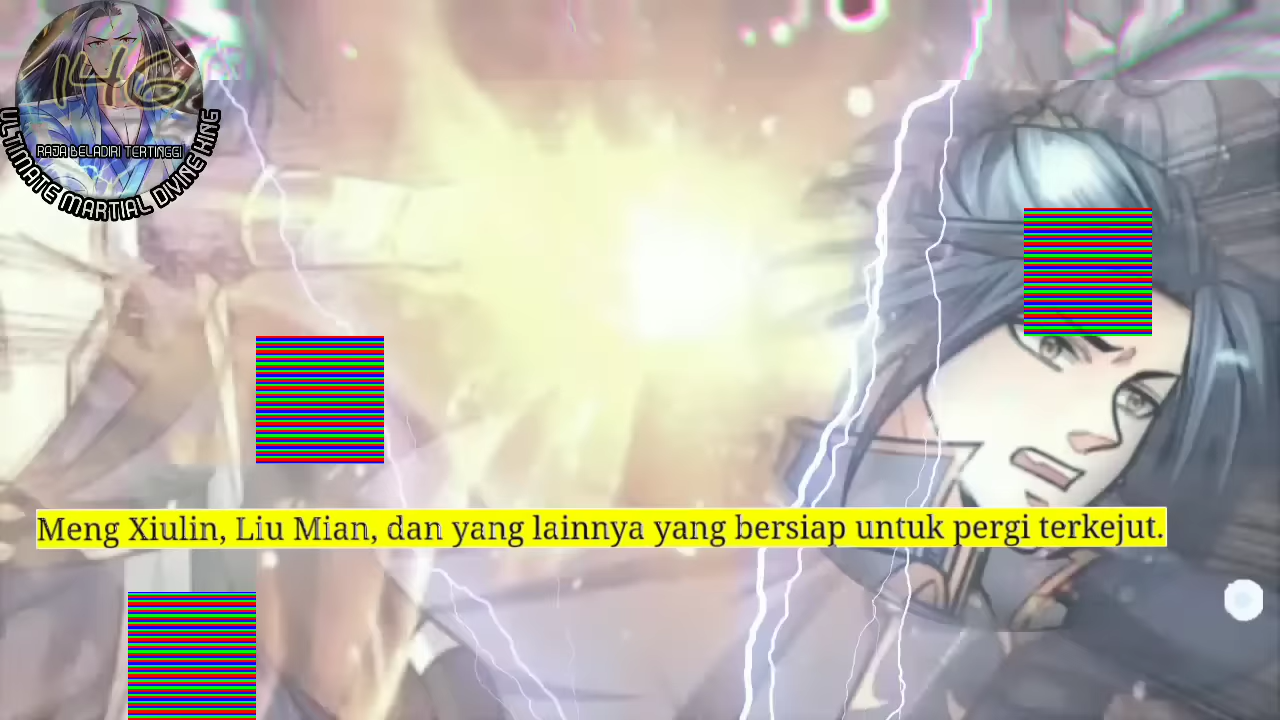 146
RAJA BELADIRI TERTINGGI
ULTIMATE MARTIAL DIVINE KING
Meng Xiulin, Liu Mian, dan yang lainnya yang bersiap untuk pergi terkejut.